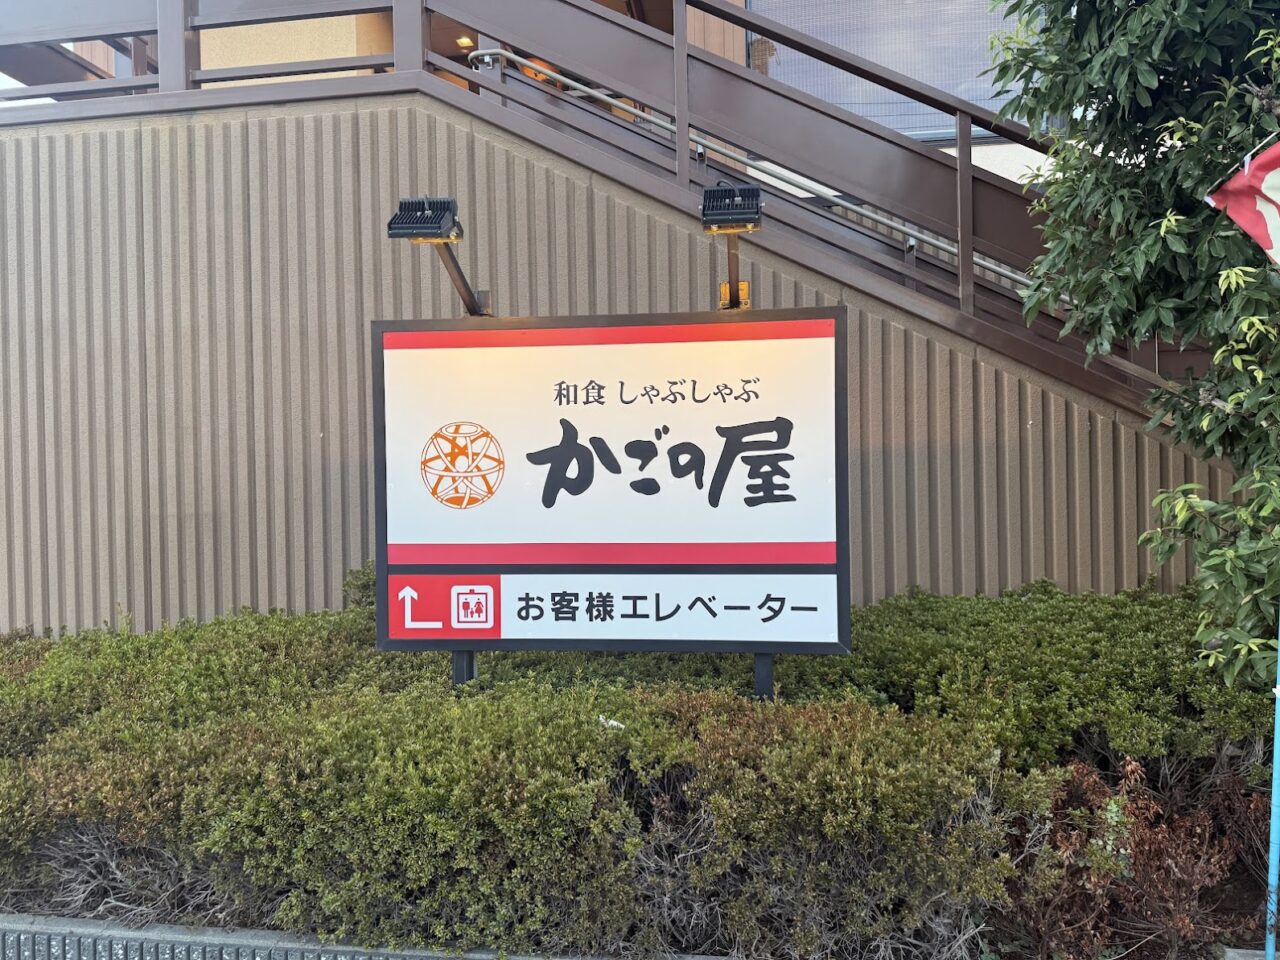 和食 しゃぶしゃぶ
かごの屋
お客様エレベーター